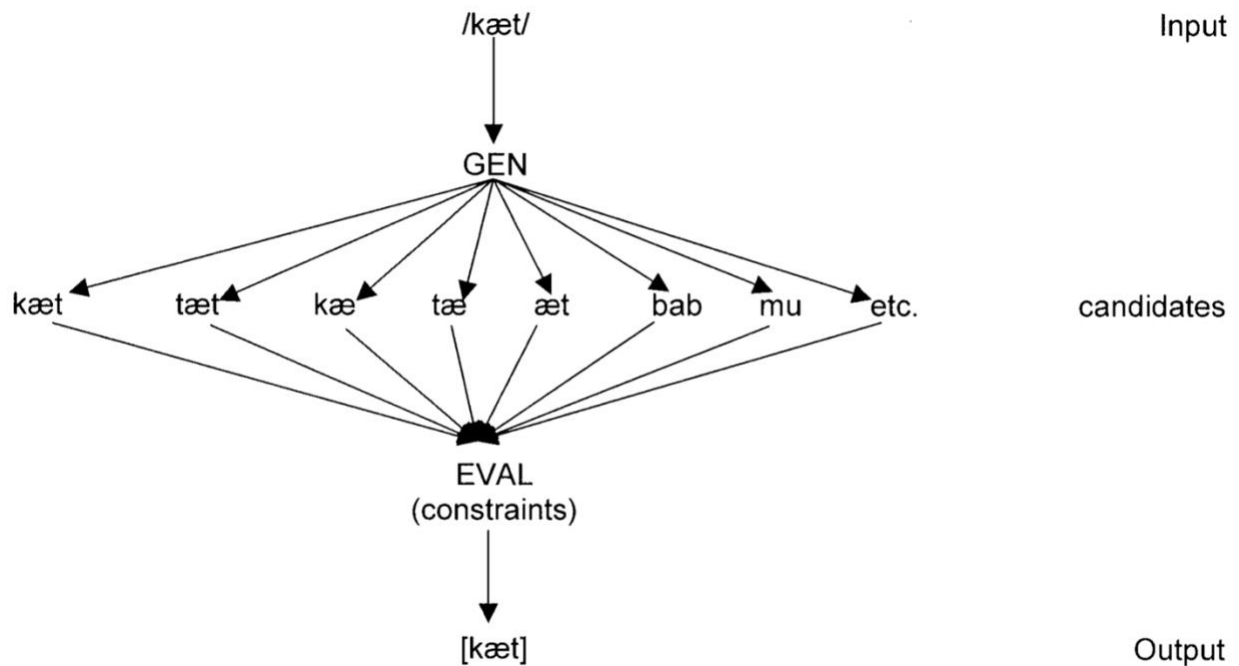 /kæt/ Input
GEN
kæt tæt kæ tæ æt bab mu etc. candidates
EVAL
(constraints)
[kæt] Output